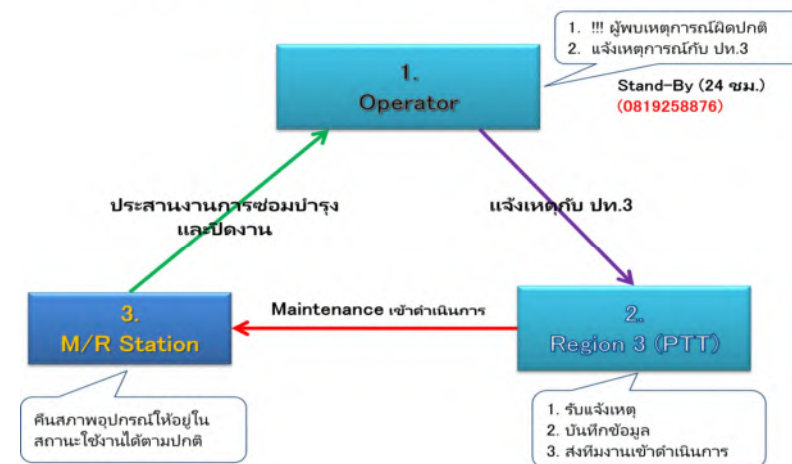 1. !!! ผู้พบเหตุการณ์ผิดปกติ
2. แจ้งเหตุการณ์กับ ปท.3
1.
Operator
Stand-By (24 ชม.)
(0819258876)
ประสานงานการซ่อมบำรุง
และปิดงาน
แจ้งเหตุกับ ปท.3
3.
M/R Station
Maintenance เข้าดำเนินการ
2.
Region 3 (PTT)
คืนสภาพอุปกรณ์ให้อยู่ใน
สถานะใช้งานได้ตามปกติ
1. รับแจ้งเหตุ
2. บันทึกข้อมูล
3. ส่งทีมงานเข้าดำเนินการ